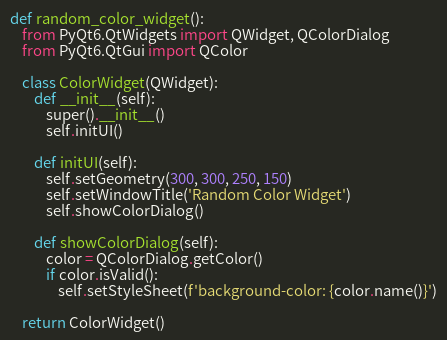 def random_color_widget():
    from PyQt6.QtWidgets import QWidget, QColorDialog
    from PyQt6.QtGui import QColor

    class ColorWidget(QWidget):
        def __init__(self):
            super().__init__()
            self.initUI()

        def initUI(self):
            self.setGeometry(300, 300, 250, 150)
            self.setWindowTitle('Random Color Widget')
            self.showColorDialog()

        def showColorDialog(self):
            color = QColorDialog.getColor()
            if color.isValid():
                self.setStyleSheet(f'background-color: {color.name()}')

    return ColorWidget()